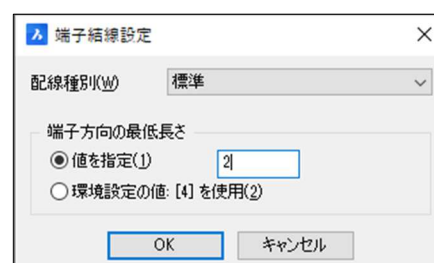 端子結線設定
配線種別(W) 標準
端子方向の最低長さ
値を指定(1) 2
環境設定の値: [4] を使用(2)
OK キャンセル